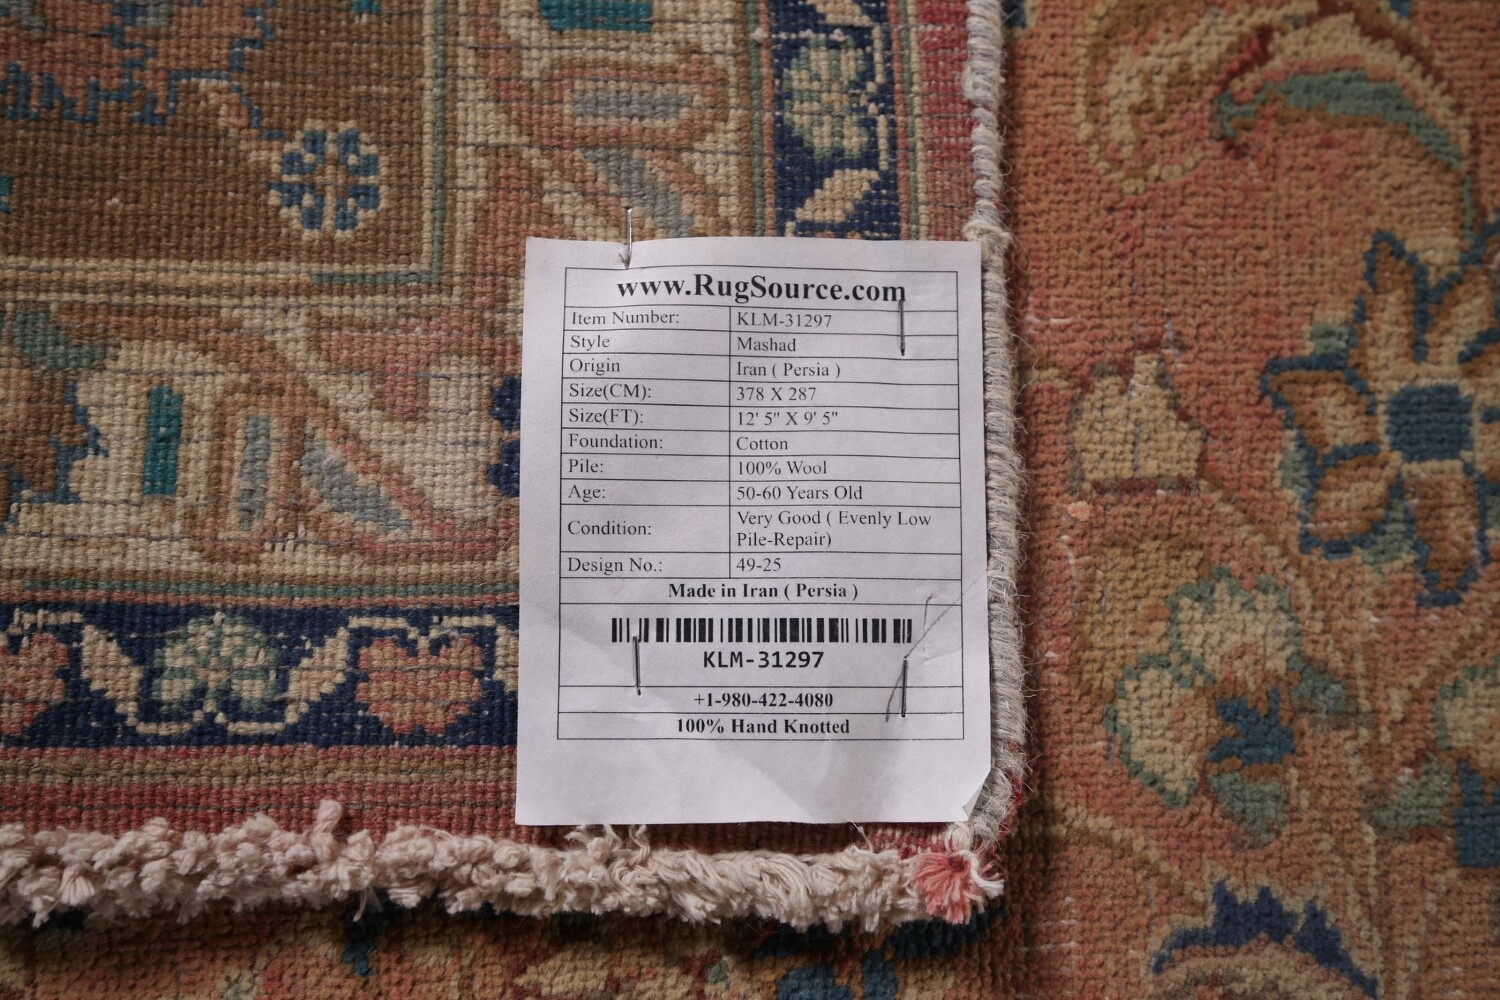 www.RugSource.com
Item Number: KLM-31297
Style Mashad
Origin Iran ( Persia )
Size(CM): 378 X 287
Size(FT): 12' 5" X 9' 5"
Foundation: Cotton
Pile: 100% Wool
Age: 50-60 Years Old
Condition: Very Good ( Evenly Low
Pile-Repair)
Design No.: 49-25
Made in Iran ( Persia )
KLM-31297
+1-980-422-4080
100% Hand Knotted